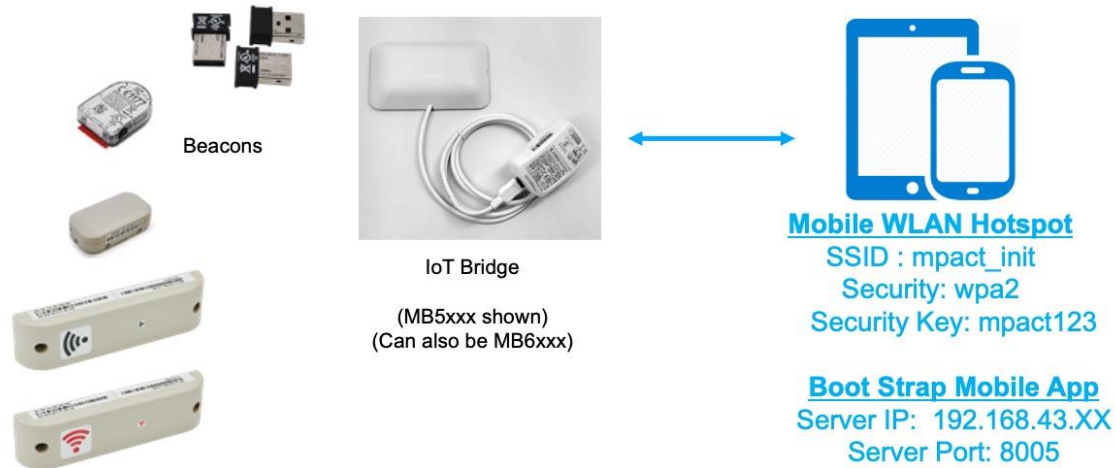 Beacons
IoT Bridge
(MB5xxx shown)
(Can also be MB6xxx)
Mobile WLAN Hotspot
SSID : mpact_init
Security: wpa2
Security Key: mpact123
Boot Strap Mobile App
Server IP: 192.168.43.XX
Server Port: 8005